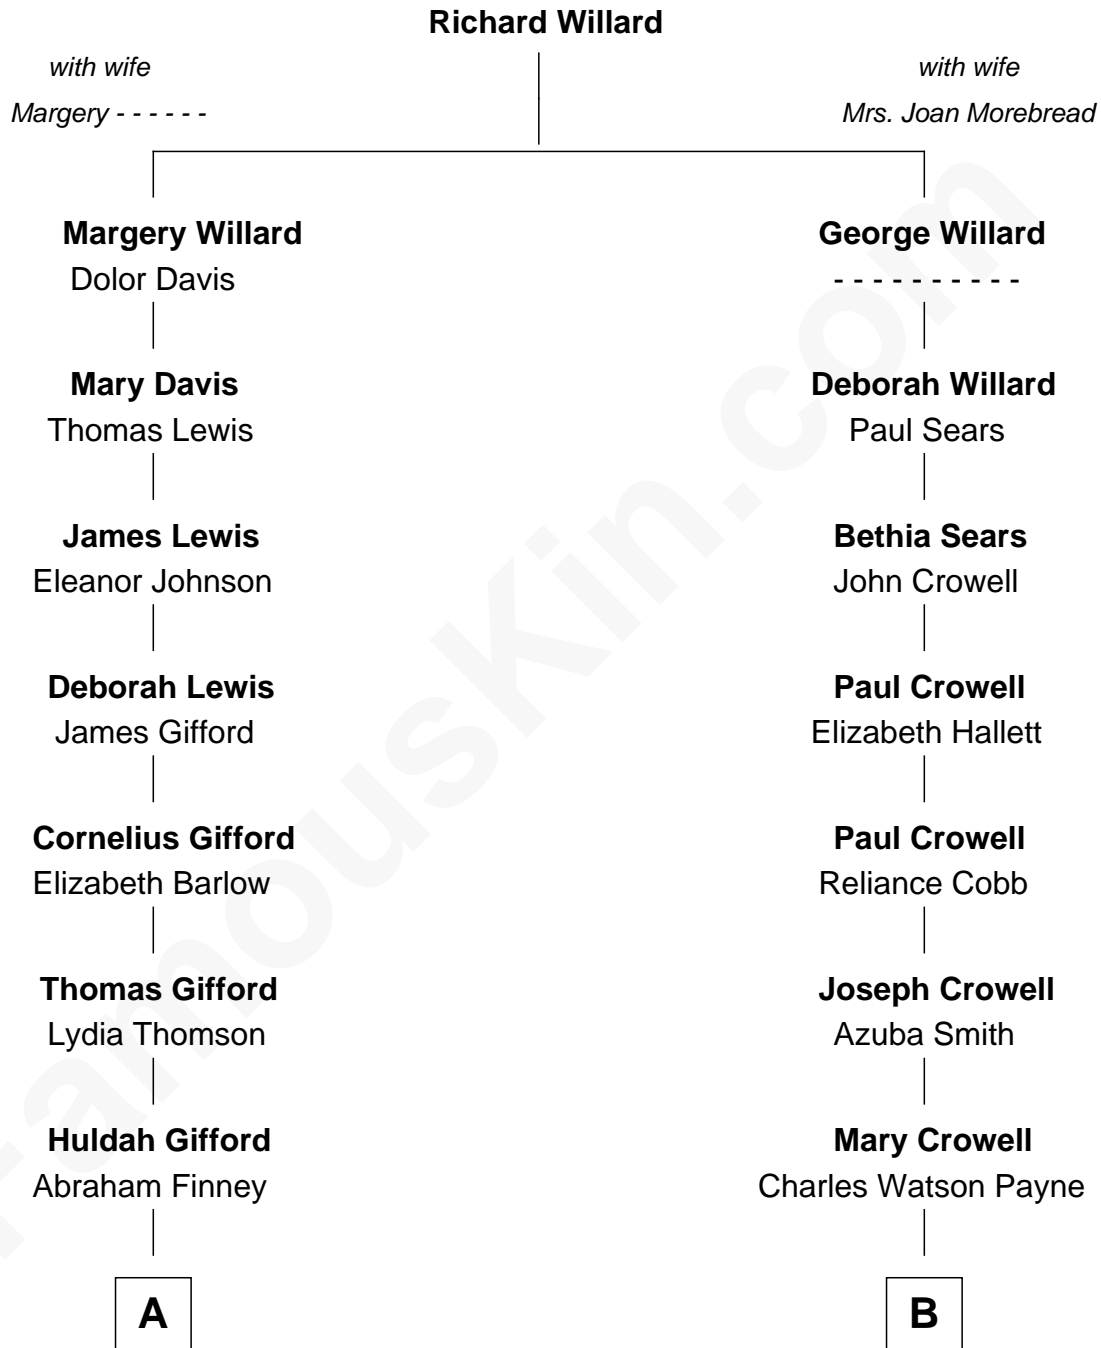 Richard Willard
with wife
with wife
Margery - - - - - -
Mrs. Joan Morebread
Margery Willard
George Willard
Dolor Davis
- - - - - - - - - -
Mary Davis
Deborah Willard
Thomas Lewis
Paul Sears
James Lewis
Bethia Sears
Eleanor Johnson
John Crowell
Deborah Lewis
Paul Crowell
James Gifford
Elizabeth Hallett
Cornelius Gifford
Paul Crowell
Elizabeth Barlow
Reliance Cobb
Thomas Gifford
Joseph Crowell
Lydia Thomson
Azuba Smith
Huldah Gifford
Mary Crowell
Abraham Finney
Charles Watson Payne
A
B
FamousKin.com